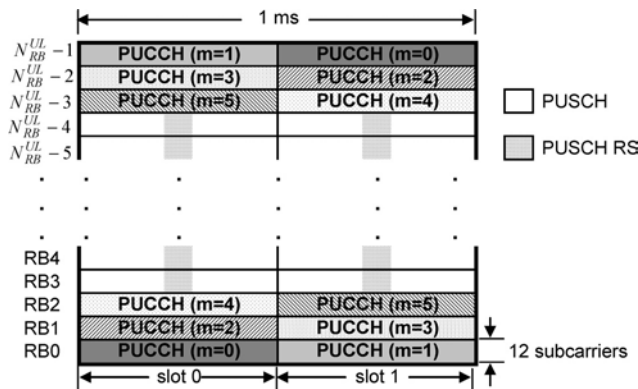 1 ms
N_RB^UL −1 PUCCH (m=1) PUCCH (m=0)
N_RB^UL −2 PUCCH (m=3) PUCCH (m=2)
N_RB^UL −3 PUCCH (m=5) PUCCH (m=4)
N_RB^UL −4
N_RB^UL −5
PUSCH
PUSCH RS
RB4
RB3
RB2 PUCCH (m=4) PUCCH (m=5)
RB1 PUCCH (m=2) PUCCH (m=3)
RB0 PUCCH (m=0) PUCCH (m=1)
12 subcarriers
slot 0 slot 1